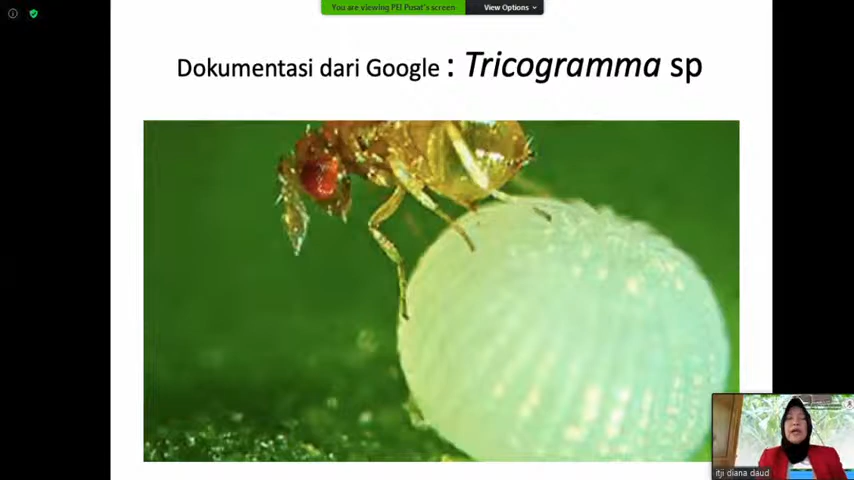 You are viewing PEI Pusat's screen
View Options
Dokumentasi dari Google : Tricogramma sp
itji diana daud